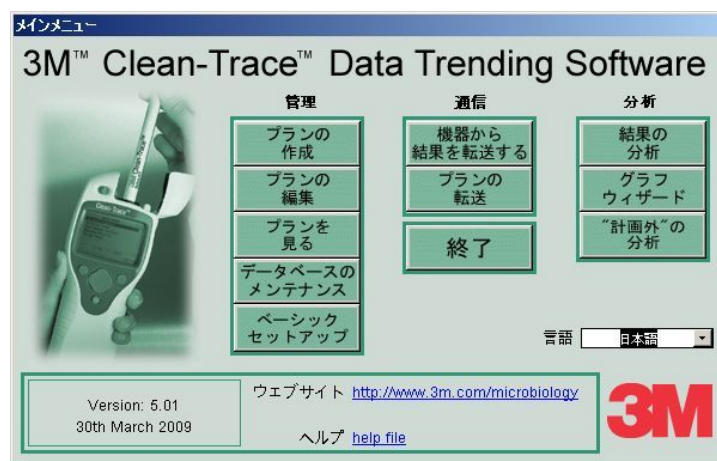 メインメニュー
3M™ Clean-Trace™ Data Trending Software
管理
プランの
作成
プランの
編集
プランを
見る
データベースの
メンテナンス
ベーシック
セットアップ
通信
機器から
結果を転送する
プランの
転送
終了
分析
結果の
分析
グラフ
ウィザード
"計画外"の
分析
言語 日本語
Version: 5.01
30th March 2009
ウェブサイト http://www.3m.com/microbiology
ヘルプ help file
3M